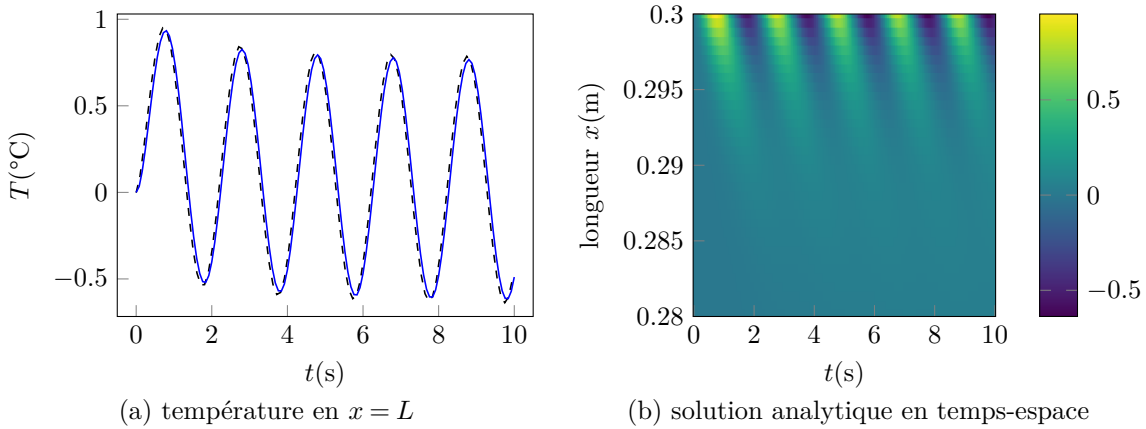 1
0.5
0
−0.5
T(°C)
0 2 4 6 8 10
t(s)
(a) température en x = L
0.3
0.295
0.29
0.285
0.28
longueur x(m)
0 2 4 6 8 10
t(s)
0.5
0
−0.5
(b) solution analytique en temps-espace